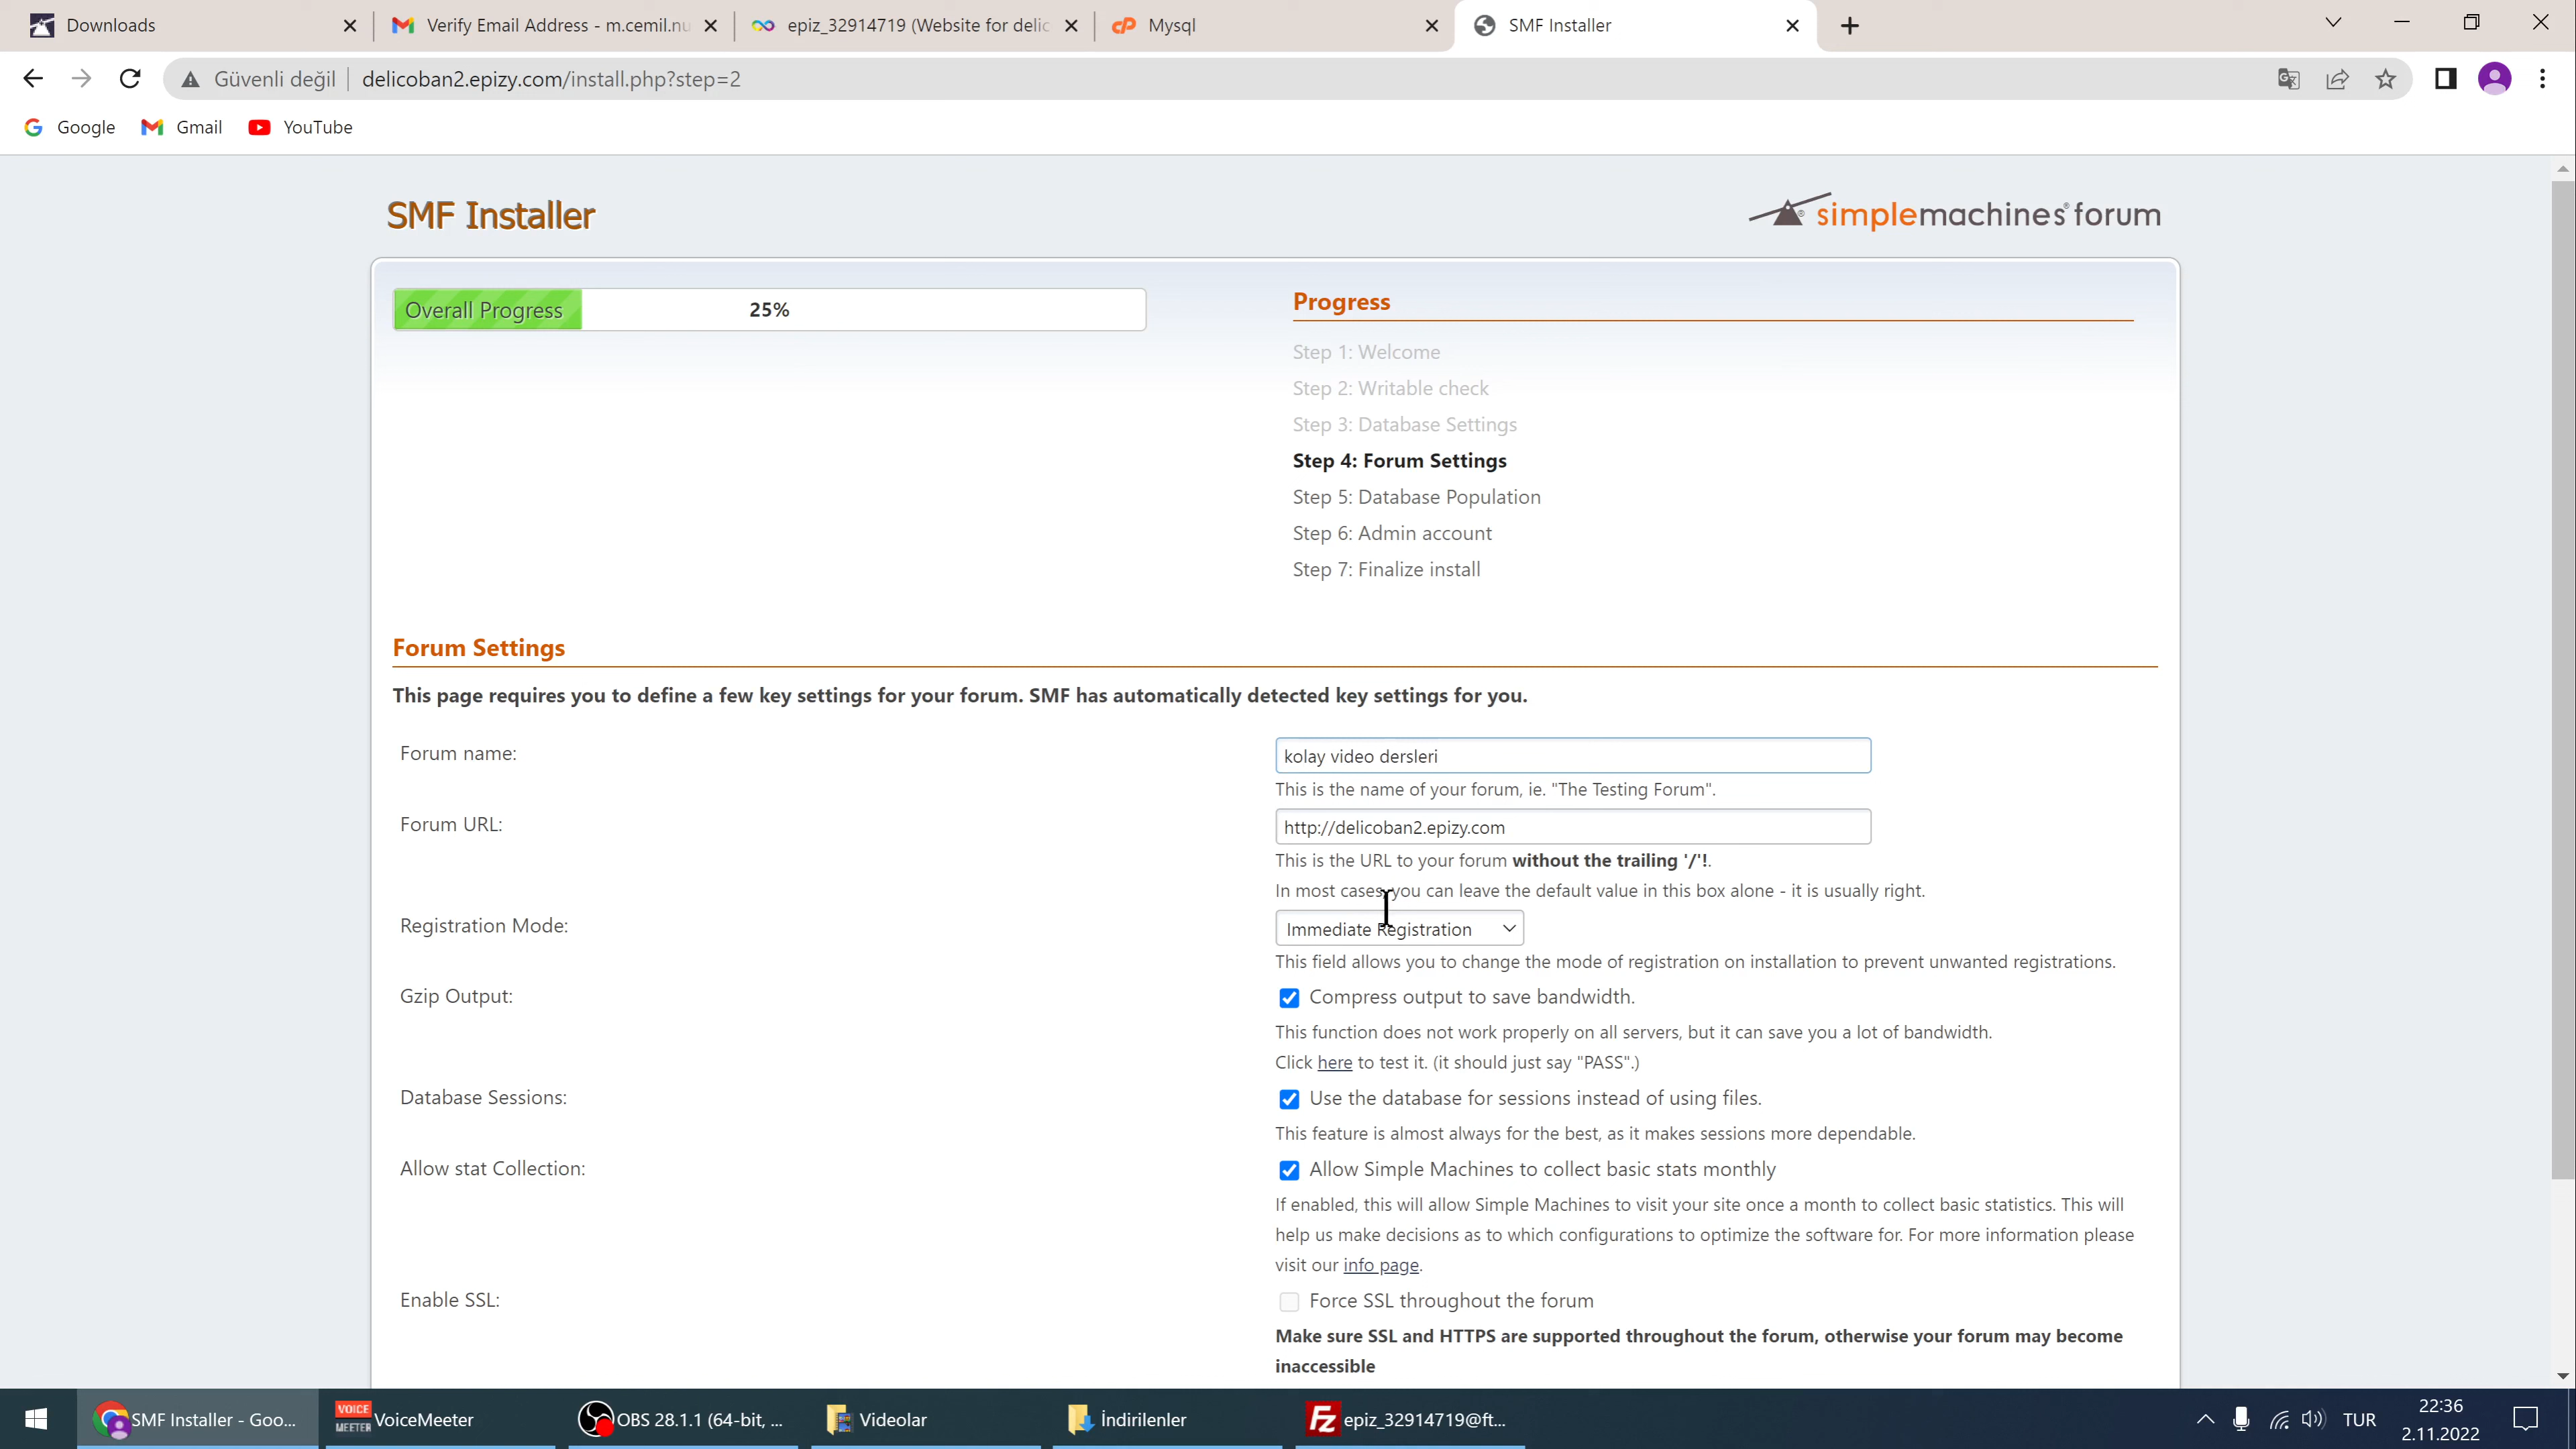 Downloads
Verify Email Address - m.cemil.nu
epiz_32914719 (Website for delic
Mysql
SMF Installer
Güvenli değil
delicoban2.epizy.com/install.php?step=2
Google
Gmail
YouTube
SMF Installer
simplemachines® forum
Overall Progress
25%
Progress
Step 1: Welcome
Step 2: Writable check
Step 3: Database Settings
Step 4: Forum Settings
Step 5: Database Population
Step 6: Admin account
Step 7: Finalize install
Forum Settings
This page requires you to define a few key settings for your forum. SMF has automatically detected key settings for you.
Forum name:
kolay video dersleri
This is the name of your forum, ie. "The Testing Forum".
Forum URL:
http://delicoban2.epizy.com
This is the URL to your forum without the trailing '/'!.
In most cases, you can leave the default value in this box alone - it is usually right.
Registration Mode:
Immediate Registration
This field allows you to change the mode of registration on installation to prevent unwanted registrations.
Gzip Output:
Compress output to save bandwidth.
This function does not work properly on all servers, but it can save you a lot of bandwidth.
Click here to test it. (it should just say "PASS".)
Database Sessions:
Use the database for sessions instead of using files.
This feature is almost always for the best, as it makes sessions more dependable.
Allow stat Collection:
Allow Simple Machines to collect basic stats monthly
If enabled, this will allow Simple Machines to visit your site once a month to collect basic statistics. This will
help us make decisions as to which configurations to optimize the software for. For more information please
visit our info page.
Enable SSL:
Force SSL throughout the forum
Make sure SSL and HTTPS are supported throughout the forum, otherwise your forum may become
inaccessible
SMF Installer - Goo...
VOICE
MEETER
VoiceMeeter
OBS 28.1.1 (64-bit, ...
Videolar
İndirilenler
Fz
epiz_32914719@ft...
TUR
22:36
2.11.2022